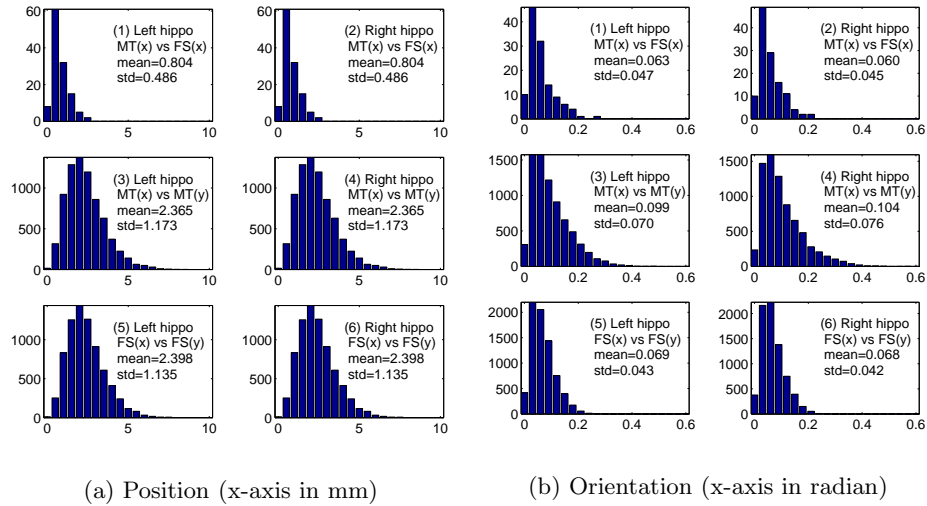 60
40
20
0
0 5 10
(1) Left hippo
MT(x) vs FS(x)
mean=0.804
std=0.486
60
40
20
0
0 5 10
(2) Right hippo
MT(x) vs FS(x)
mean=0.804
std=0.486
1000
500
0
0 5 10
(3) Left hippo
MT(x) vs MT(y)
mean=2.365
std=1.173
1000
500
0
0 5 10
(4) Right hippo
MT(x) vs MT(y)
mean=2.365
std=1.173
1000
500
0
0 5 10
(5) Left hippo
FS(x) vs FS(y)
mean=2.398
std=1.135
1000
500
0
0 5 10
(6) Right hippo
FS(x) vs FS(y)
mean=2.398
std=1.135
(a) Position (x-axis in mm)
40
30
20
10
0
0 0.2 0.4 0.6
(1) Left hippo
MT(x) vs FS(x)
mean=0.063
std=0.047
40
30
20
10
0
0 0.2 0.4 0.6
(2) Right hippo
MT(x) vs FS(x)
mean=0.060
std=0.045
1500
1000
500
0
0 0.2 0.4 0.6
(3) Left hippo
MT(x) vs MT(y)
mean=0.099
std=0.070
1500
1000
500
0
0 0.2 0.4 0.6
(4) Right hippo
MT(x) vs MT(y)
mean=0.104
std=0.076
2000
1500
1000
500
0
0 0.2 0.4 0.6
(5) Left hippo
FS(x) vs FS(y)
mean=0.069
std=0.043
2000
1500
1000
500
0
0 0.2 0.4 0.6
(6) Right hippo
FS(x) vs FS(y)
mean=0.068
std=0.042
(b) Orientation (x-axis in radian)